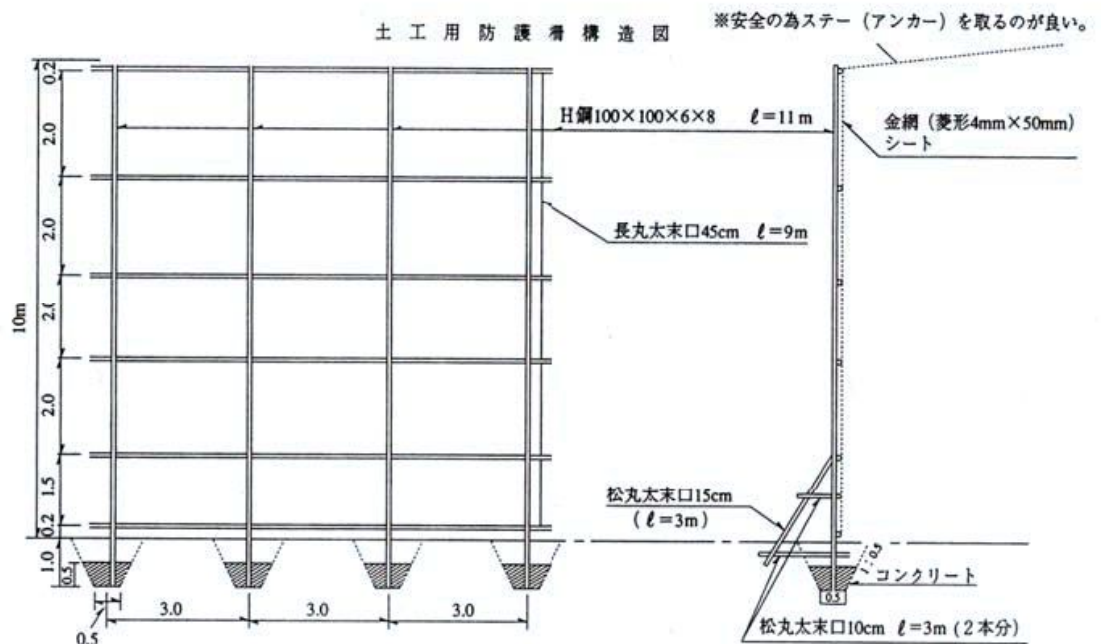 土工用防護柵構造図
※安全の為ステー（アンカー）を取るのが良い。
0.2
2.0
2.0
2.0
2.0
1.5
0.2
1.0
0.5
10m
H鋼100×100×6×8　ℓ=11m
金網（菱形4mm×50mm）
シート
長丸太末口45cm　ℓ=9m
松丸太末口15cm
（ℓ=3m）
1:0.5
コンクリート
0.5
3.0
3.0
3.0
0.5
松丸太末口10cm　ℓ=3m（2本分）